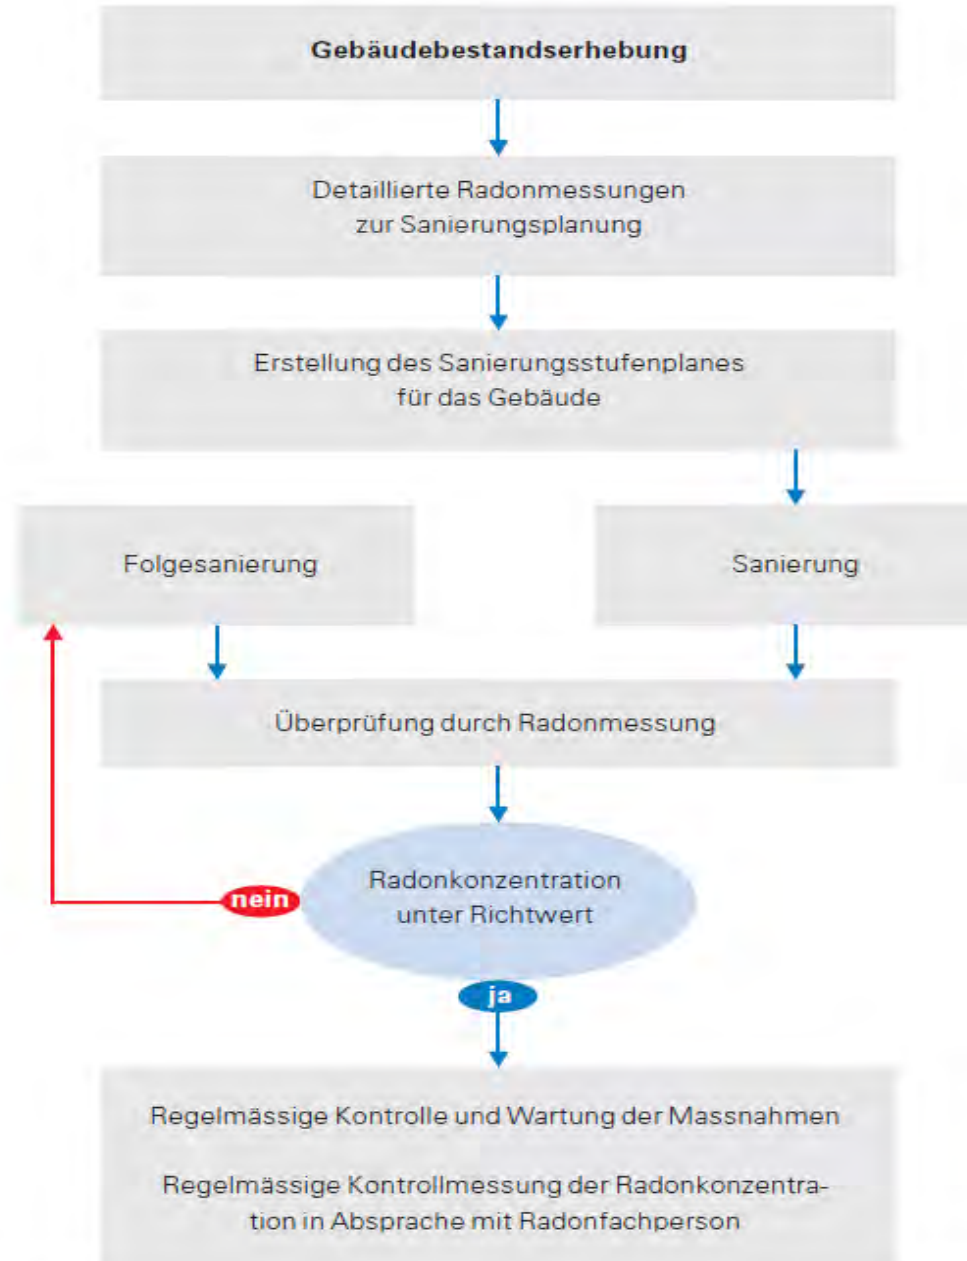 Gebäudebestandserhebung
Detaillierte Radonmessungen
zur Sanierungsplanung
Erstellung des Sanierungsstufenplanes
für das Gebäude
Folgesanierung
Sanierung
Überprüfung durch Radonmessung
Radonkonzentration
unter Richtwert
nein
ja
Regelmässige Kontrolle und Wartung der Massnahmen
Regelmässige Kontrollmessung der Radonkonzentra-
tion in Absprache mit Radonfachperson